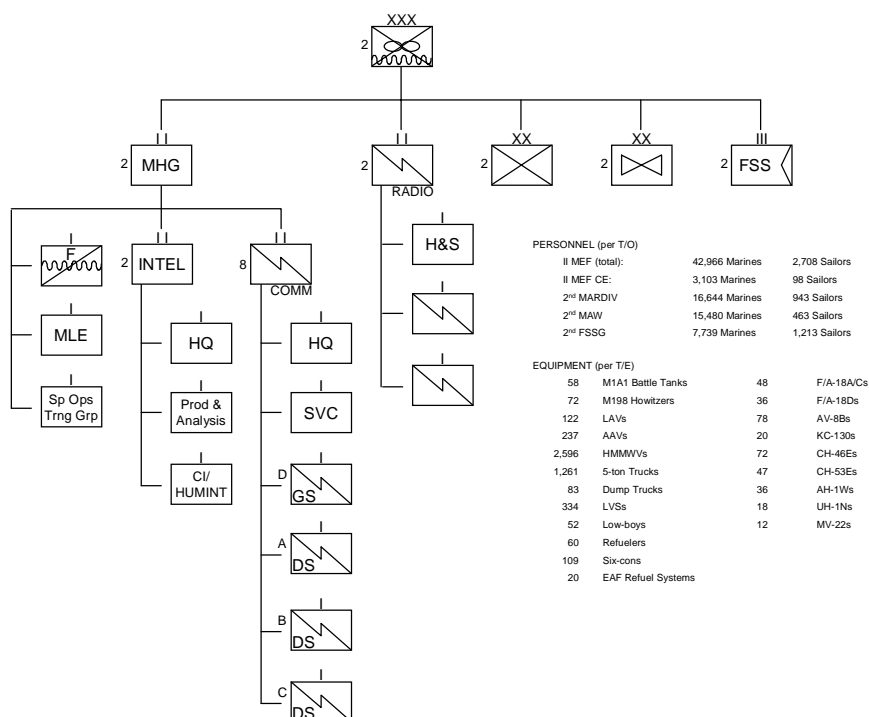 XXX
2
II
2 MHG
II
2
RADIO
XX
2
XX
2
III
2 FSS
I
F
II
2 INTEL
II
8
COMM
I
H&S
I
MLE
I
HQ
I
HQ
I
I
Sp Ops
Trng Grp
I
Prod &
Analysis
I
SVC
I
I
CI/
HUMINT
I
D
GS
I
A
DS
I
B
DS
I
C
DS
PERSONNEL (per T/O)
II MEF (total): 42,966 Marines 2,708 Sailors
II MEF CE: 3,103 Marines 98 Sailors
2nd MARDIV 16,644 Marines 943 Sailors
2nd MAW 15,480 Marines 463 Sailors
2nd FSSG 7,739 Marines 1,213 Sailors
EQUIPMENT (per T/E)
58 M1A1 Battle Tanks 48 F/A-18A/Cs
72 M198 Howitzers 36 F/A-18Ds
122 LAVs 78 AV-8Bs
237 AAVs 20 KC-130s
2,596 HMMWVs 72 CH-46Es
1,261 5-ton Trucks 47 CH-53Es
83 Dump Trucks 36 AH-1Ws
334 LVSs 18 UH-1Ns
52 Low-boys 12 MV-22s
60 Refuelers
109 Six-cons
20 EAF Refuel Systems